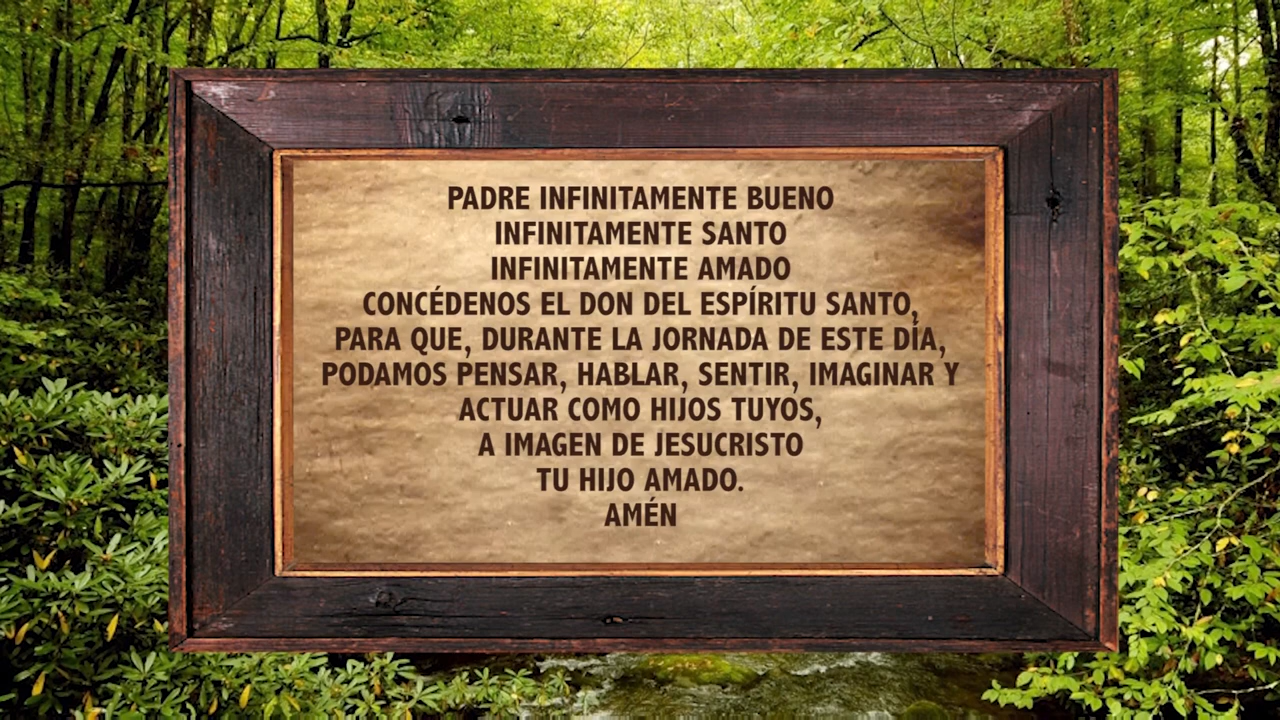 PADRE INFINITAMENTE BUENO
INFINITAMENTE SANTO
INFINITAMENTE AMADO
CONCÉDENOS EL DON DEL ESPÍRITU SANTO,
PARA QUE, DURANTE LA JORNADA DE ESTE DÍA,
PODAMOS PENSAR, HABLAR, SENTIR, IMAGINAR Y
ACTUAR COMO HIJOS TUYOS,
A IMAGEN DE JESUCRISTO
TU HIJO AMADO.
AMÉN